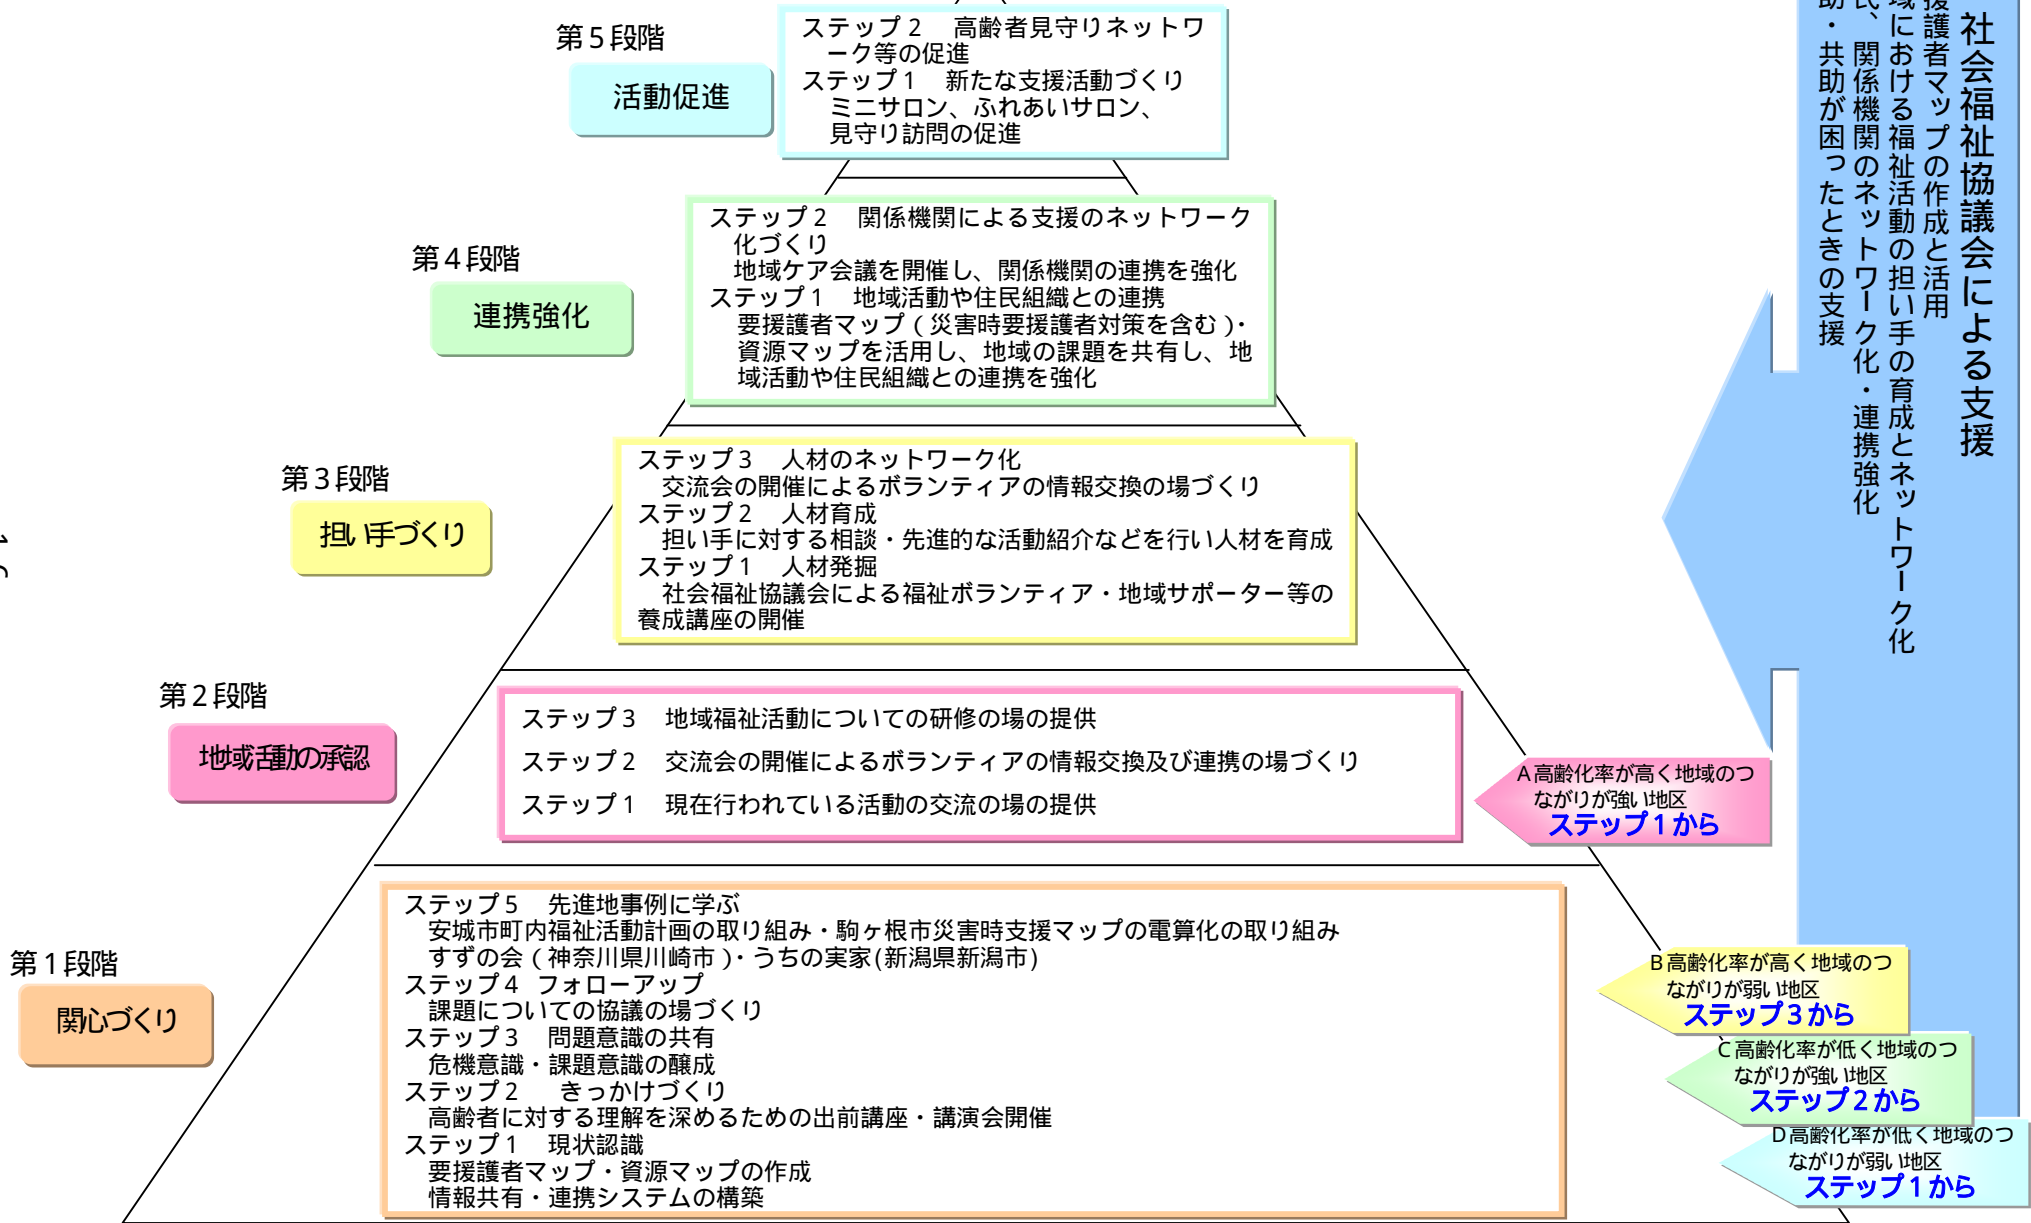 第５段階
活動促進
ステップ２　高齢者見守りネットワ
ーク等の促進
ステップ１　新たな支援活動づくり
ミニサロン、ふれあいサロン、
見守り訪問の促進
第４段階
連携強化
ステップ２　関係機関による支援のネットワーク
化づくり
地域ケア会議を開催し、関係機関の連携を強化
ステップ１　地域活動や住民組織との連携
要援護者マップ（災害時要援護者対策を含む）・
資源マップを活用し、地域の課題を共有し、地
域活動や住民組織との連携を強化
第３段階
担い手づくり
ステップ３　人材のネットワーク化
交流会の開催によるボランティアの情報交換の場づくり
ステップ２　人材育成
担い手に対する相談・先進的な活動紹介などを行い人材を育成
ステップ１　人材発掘
社会福祉協議会による福祉ボランティア・地域サポーター等の
養成講座の開催
第２段階
地域活動の承認
ステップ３　地域福祉活動についての研修の場の提供
ステップ２　交流会の開催によるボランティアの情報交換及び連携の場づくり
ステップ１　現在行われている活動の交流の場の提供
第１段階
関心づくり
ステップ５　先進地事例に学ぶ
安城市町内福祉活動計画の取り組み・駒ヶ根市災害時支援マップの電算化の取り組み
すずの会（神奈川県川崎市）・うちの実家(新潟県新潟市)
ステップ４ フォローアップ
課題についての協議の場づくり
ステップ３　問題意識の共有
危機意識・課題意識の醸成
ステップ２　きっかけづくり
高齢者に対する理解を深めるための出前講座・講演会開催
ステップ１　現状認識
要援護者マップ・資源マップの作成
情報共有・連携システムの構築
社会福祉協議会による支援
援護者マップの作成と活用
域における福祉活動の担い手の育成とネットワーク化
民、関係機関のネットワーク化・連携強化
助・共助が困ったときの支援
A高齢化率が高く地域のつ
ながりが強い地区
ステップ１から
B高齢化率が高く地域のつ
ながりが弱い地区
ステップ３から
C高齢化率が低く地域のつ
ながりが強い地区
ステップ２から
D高齢化率が低く地域のつ
ながりが弱い地区
ステップ１から